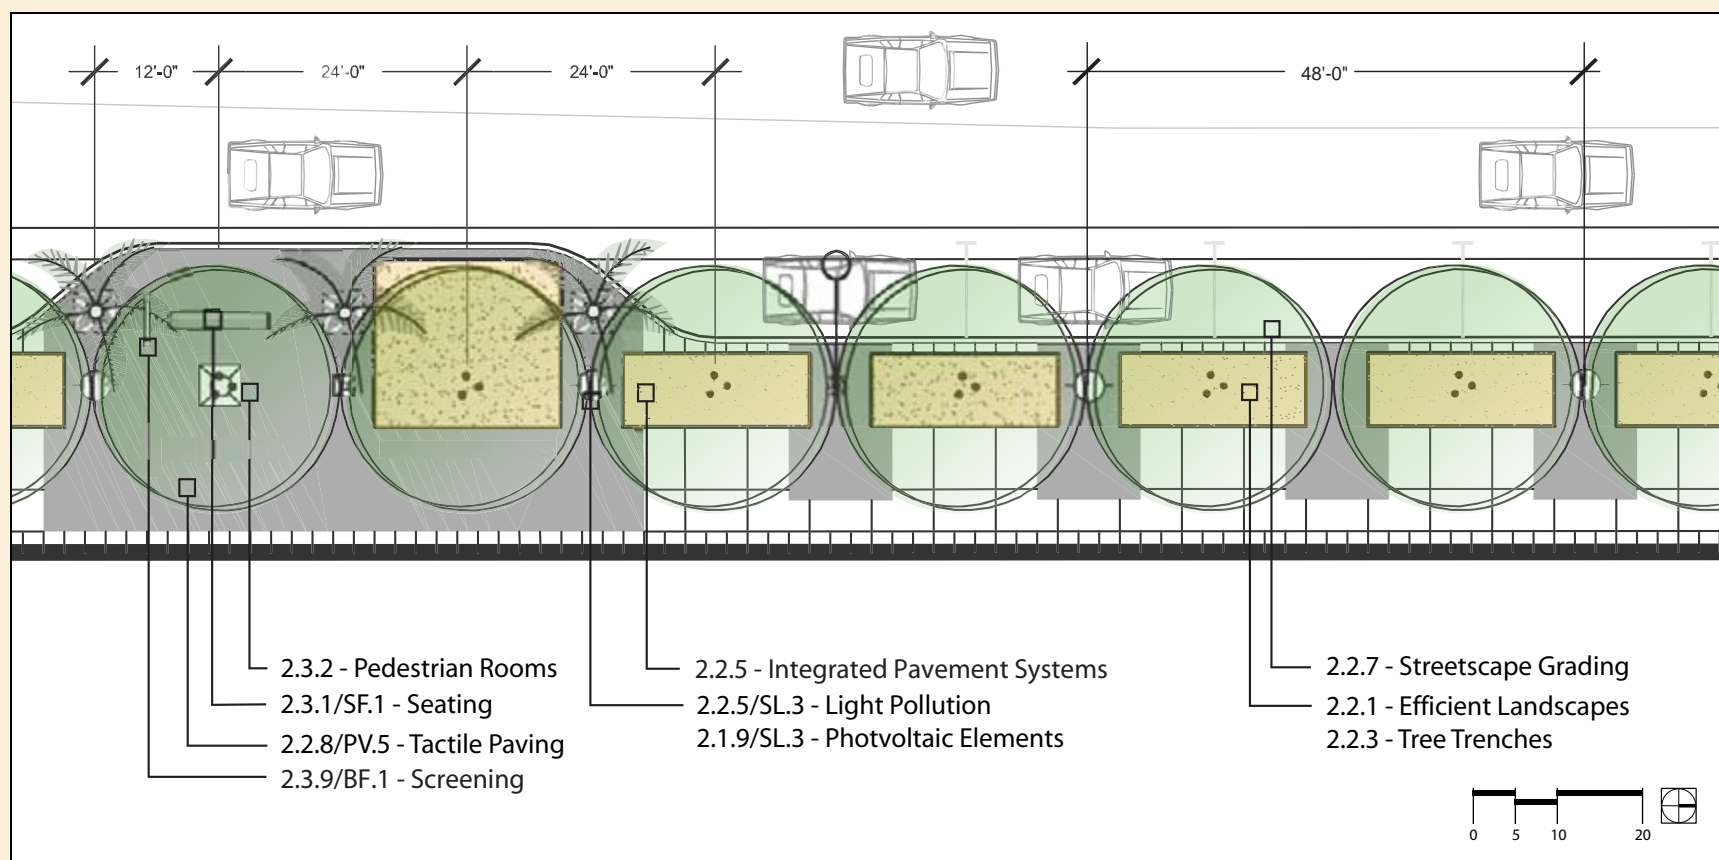 12'-0"
24'-0"
24'-0"
48'-0"
2.3.2 - Pedestrian Rooms
2.3.1/SF.1 - Seating
2.2.8/PV.5 - Tactile Paving
2.3.9/BF.1 - Screening
2.2.5 - Integrated Pavement Systems
2.2.5/SL.3 - Light Pollution
2.1.9/SL.3 - Photvoltaic Elements
2.2.7 - Streetscape Grading
2.2.1 - Efficient Landscapes
2.2.3 - Tree Trenches
0 5 10 20